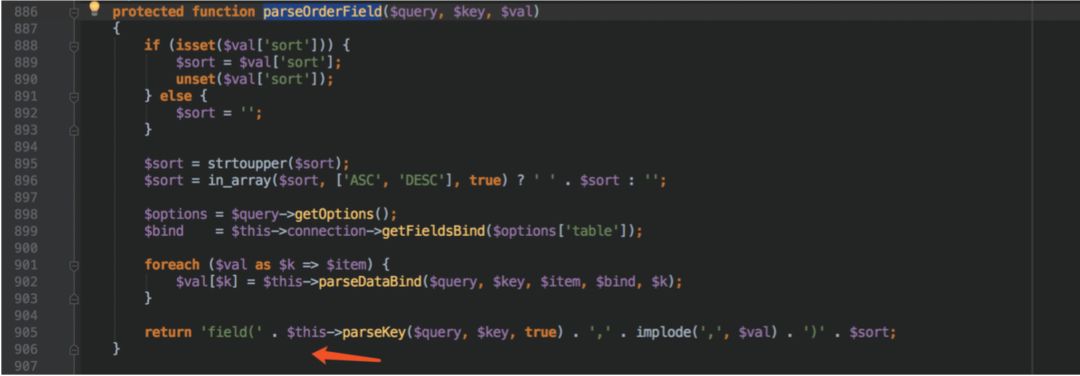 886 protected function parseOrderField($query, $key, $val)
887 {
888 if (isset($val['sort'])) {
889 $sort = $val['sort'];
890 unset($val['sort']);
891 } else {
892 $sort = '';
893 }
894
895 $sort = strtoupper($sort);
896 $sort = in_array($sort, ['ASC', 'DESC'], true) ? ' ' . $sort : '';
897
898 $options = $query->getOptions();
899 $bind = $this->connection->getFieldsBind($options['table']);
900
901 foreach ($val as $k => $item) {
902 $val[$k] = $this->parseDataBind($query, $key, $item, $bind, $k);
903 }
904
905 return 'field(' . $this->parseKey($query, $key, true) . ',' . implode(',', $val) . ')' . $sort;
906 }
907